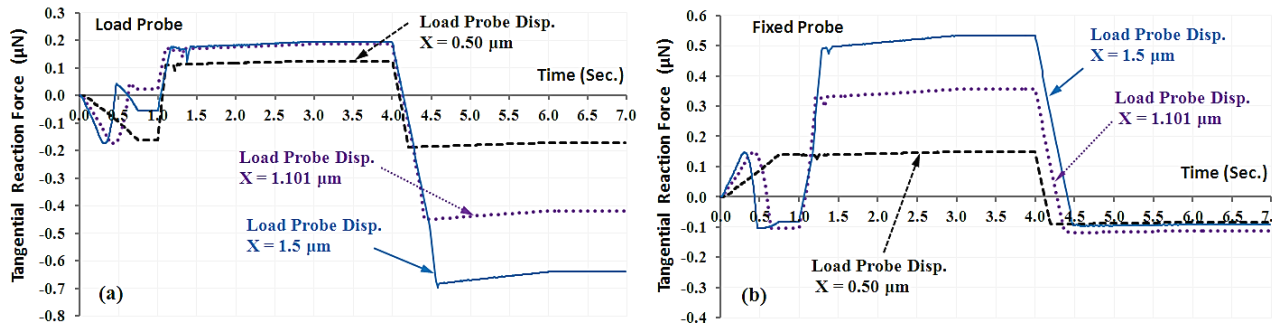 Load Probe
Load Probe Disp.
X = 0.50 µm
Time (Sec.)
Tangential Reaction Force (µN)
0.3
0.2
0.1
0.0
-0.1
-0.2
-0.3
-0.4
-0.5
-0.6
-0.7
-0.8
0.0 0.5 1.0 1.5 2.0 2.5 3.0 3.5 4.0 4.5 5.0 5.5 6.0 6.5 7.0
Load Probe Disp.
X = 1.101 µm
Load Probe Disp.
X = 1.5 µm
(a)
Fixed Probe
Load Probe Disp.
X = 1.5 µm
Load Probe Disp.
X = 1.101 µm
Time (Sec.)
Tangential Reaction Force (µN)
0.6
0.5
0.4
0.3
0.2
0.1
0.0
-0.1
-0.2
-0.3
-0.4
0.0 0.5 1.0 1.5 2.0 2.5 3.0 3.5 4.0 4.5 5.0 5.5 6.0 6.5 7.0
Load Probe Disp.
X = 0.50 µm
(b)